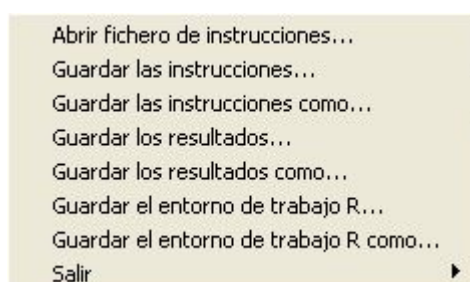 Abrir fichero de instrucciones...
Guardar las instrucciones...
Guardar las instrucciones como...
Guardar los resultados...
Guardar los resultados como...
Guardar el entorno de trabajo R...
Guardar el entorno de trabajo R como...
Salir